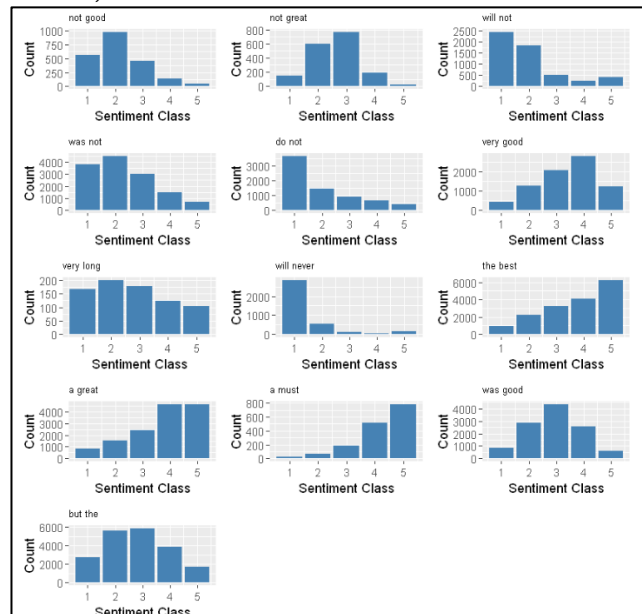 not good
1000
750
500
250
0
Count
1 2 3 4 5
Sentiment Class
not great
800
600
400
200
0
Count
1 2 3 4 5
Sentiment Class
will not
2500
2000
1500
1000
500
0
Count
1 2 3 4 5
Sentiment Class
was not
4000
3000
2000
1000
0
Count
1 2 3 4 5
Sentiment Class
do not
3000
2000
1000
0
Count
1 2 3 4 5
Sentiment Class
very good
2000
1000
0
Count
1 2 3 4 5
Sentiment Class
very long
200
150
100
50
0
Count
1 2 3 4 5
Sentiment Class
will never
2000
1000
0
Count
1 2 3 4 5
Sentiment Class
the best
6000
4000
2000
0
Count
1 2 3 4 5
Sentiment Class
a great
4000
3000
2000
1000
0
Count
1 2 3 4 5
Sentiment Class
a must
800
600
400
200
0
Count
1 2 3 4 5
Sentiment Class
was good
4000
3000
2000
1000
0
Count
1 2 3 4 5
Sentiment Class
but the
6000
4000
2000
0
Count
1 2 3 4 5
Sentiment Class